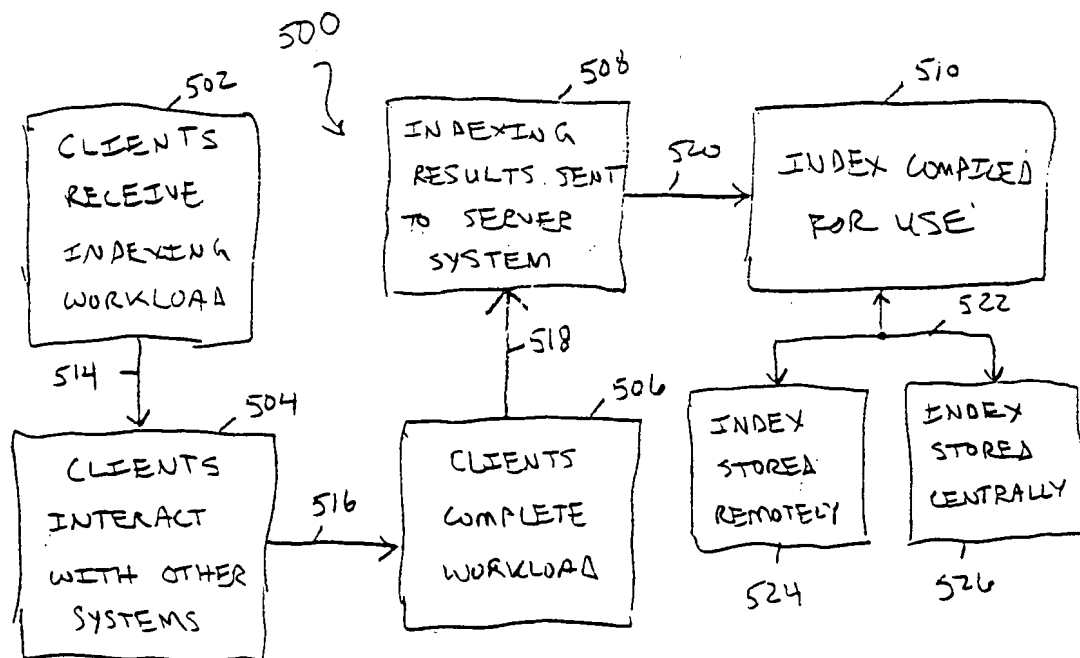 500
502
CLIENTS
RECEIVE
INDEXING
WORKLOAD
514
504
CLIENTS
INTERACT
WITH OTHER
SYSTEMS
516
506
CLIENTS
COMPLETE
WORKLOAD
518
508
INDEXING
RESULTS SENT
TO SERVER
SYSTEM
520
510
INDEX COMPILED
FOR USE
522
INDEX
STORED
REMOTELY
524
INDEX
STORED
CENTRALLY
526